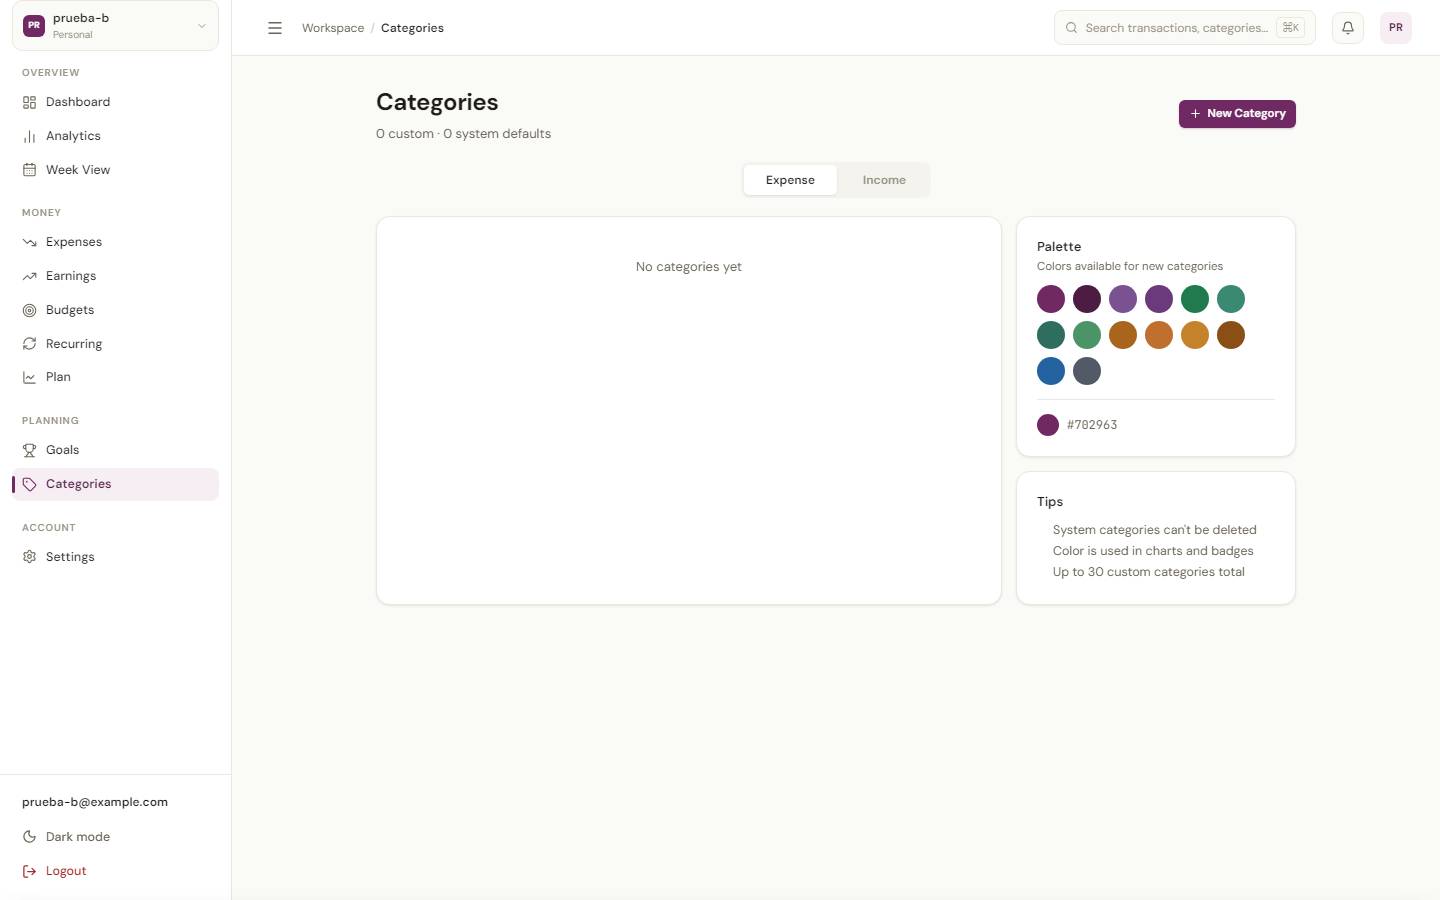 PR
prueba-b
Personal
OVERVIEW
Dashboard
Analytics
Week View
MONEY
Expenses
Earnings
Budgets
Recurring
Plan
PLANNING
Goals
Categories
ACCOUNT
Settings
prueba-b@example.com
Dark mode
Logout
Workspace / Categories
Search transactions, categories... ⌘K
PR
Categories
0 custom · 0 system defaults
+ New Category
Expense
Income
No categories yet
Palette
Colors available for new categories
#702963
Tips
System categories can't be deleted
Color is used in charts and badges
Up to 30 custom categories total